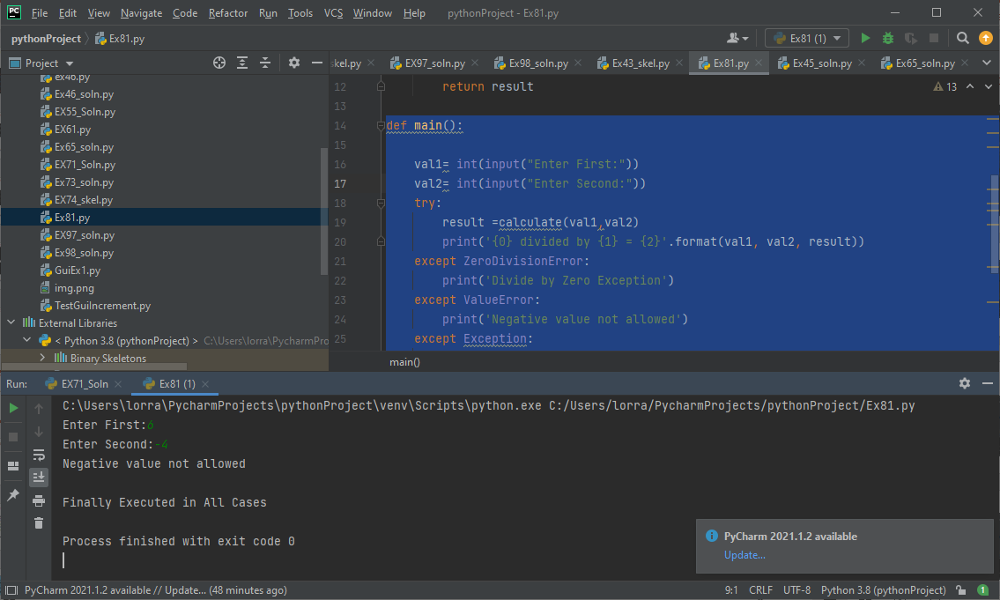 PC File Edit View Navigate Code Refactor Run Tools VCS Window Help pythonProject - Ex81.py
pythonProject Ex81.py Ex81 (1)
Project skel.py EX97_soln.py Ex98_soln.py Ex43_skel.py Ex81.py Ex45_soln.py Ex65_soln.py
ex46.py
Ex46_soln.py
EX55_Soln.py
EX61.py
Ex65_soln.py
EX71_Soln.py
Ex73_soln.py
EX74_skel.py
Ex81.py
EX97_soln.py
Ex98_soln.py
GuiEx1.py
img.png
TestGuiIncrement.py
External Libraries
< Python 3.8 (pythonProject) > C:\Users\lorra\PycharmPro
Binary Skeletons
12 return result
13
14 def main():
15
16 val1= int(input("Enter First:"))
17 val2= int(input("Enter Second:"))
18 try:
19 result =calculate(val1,val2)
20 print('{0} divided by {1} = {2}'.format(val1, val2, result))
21 except ZeroDivisionError:
22 print('Divide by Zero Exception')
23 except ValueError:
24 print('Negative value not allowed')
25 except Exception:
13
main()
Run: EX71_Soln Ex81 (1)
C:\Users\lorra\PycharmProjects\pythonProject\venv\Scripts\python.exe C:/Users/lorra/PycharmProjects/pythonProject/Ex81.py
Enter First:6
Enter Second:-4
Negative value not allowed
Finally Executed in All Cases
Process finished with exit code 0
PyCharm 2021.1.2 available
Update...
PyCharm 2021.1.2 available // Update... (48 minutes ago) 9:1 CRLF UTF-8 Python 3.8 (pythonProject) 1